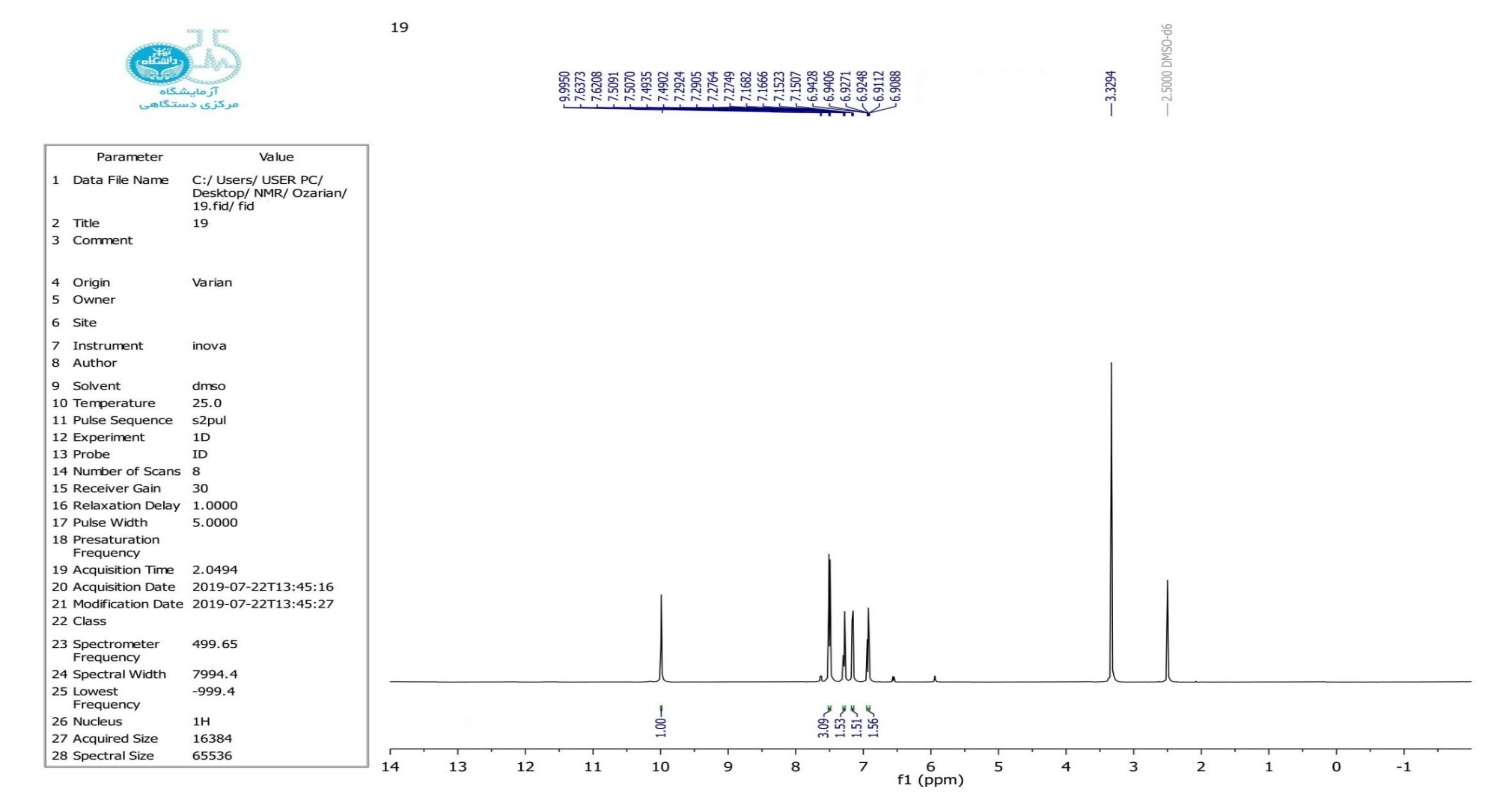 19
تهران
دانشگاه
آزمایشگاه
مرکزی دستگاهی
9.9950
7.6373
7.6208
7.5091
7.5070
7.4935
7.4902
7.2924
7.2905
7.2764
7.2749
7.1682
7.1666
7.1523
7.1507
6.9428
6.9406
6.9271
6.9248
6.9112
6.9088
3.3294
2.5000 DMSO-d6
Parameter Value
1 Data File Name C:/ Users/ USER PC/
Desktop/ NMR/ Ozarian/
19.fid/ fid
2 Title 19
3 Comment
4 Origin Varian
5 Owner
6 Site
7 Instrument inova
8 Author
9 Solvent dmso
10 Temperature 25.0
11 Pulse Sequence s2pul
12 Experiment 1D
13 Probe ID
14 Number of Scans 8
15 Receiver Gain 30
16 Relaxation Delay 1.0000
17 Pulse Width 5.0000
18 Presaturation
Frequency
19 Acquisition Time 2.0494
20 Acquisition Date 2019-07-22T13:45:16
21 Modification Date 2019-07-22T13:45:27
22 Class
23 Spectrometer 499.65
Frequency
24 Spectral Width 7994.4
25 Lowest -999.4
Frequency
26 Nucleus 1H
27 Acquired Size 16384
28 Spectral Size 65536
1.00
3.09
1.53
1.51
1.56
14 13 12 11 10 9 8 7 6 5 4 3 2 1 0 -1
f1 (ppm)